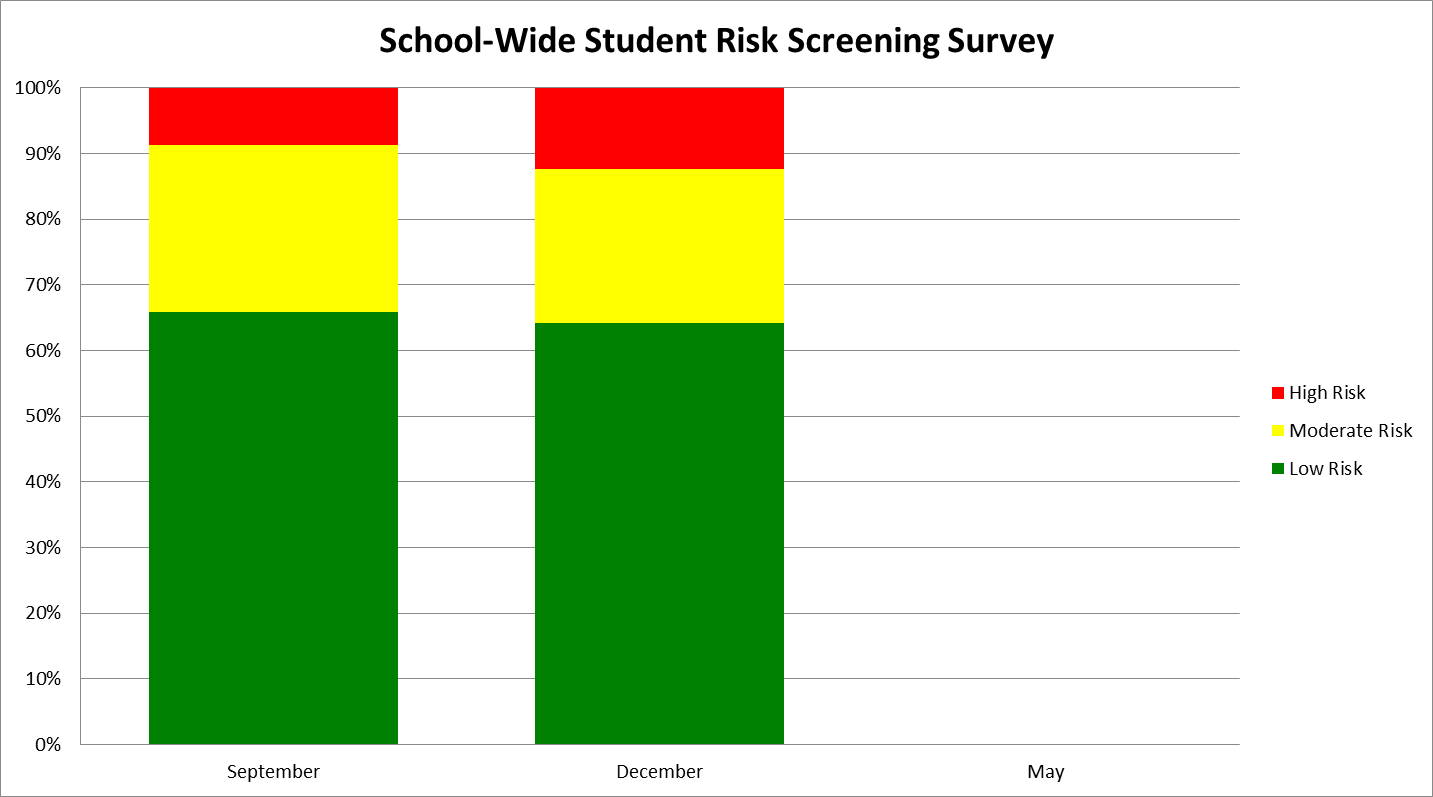 School-Wide Student Risk Screening Survey
100%
90%
80%
70%
60%
50%
40%
30%
20%
10%
0%
September
December
May
High Risk
Moderate Risk
Low Risk